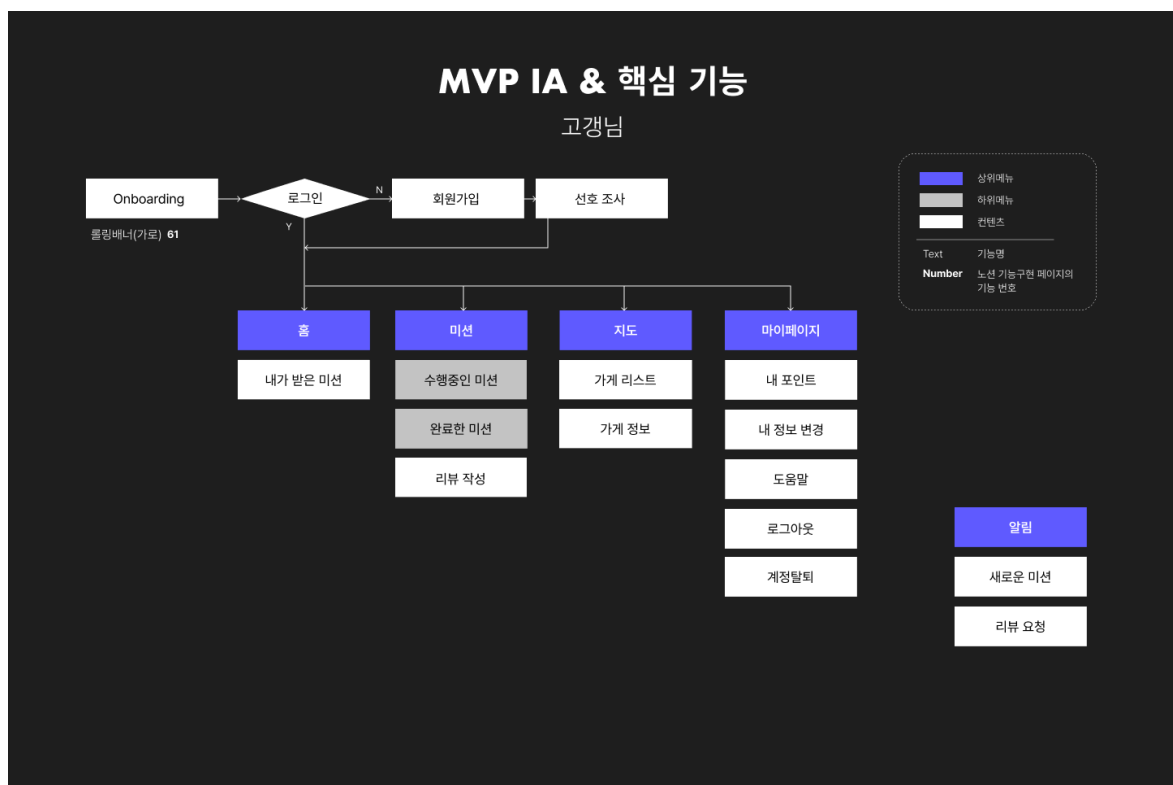 MVP IA & 핵심 기능
고갱님
Onboarding
로그인
N
회원가입
선호 조사
롤링배너(가로) 61
Y
상위메뉴
하위메뉴
컨텐츠
Text 기능명
Number 노션 기능구현 페이지의
기능 번호
홈
내가 받은 미션
미션
수행중인 미션
완료한 미션
리뷰 작성
지도
가게 리스트
가게 정보
마이페이지
내 포인트
내 정보 변경
도움말
로그아웃
계정탈퇴
알림
새로운 미션
리뷰 요청